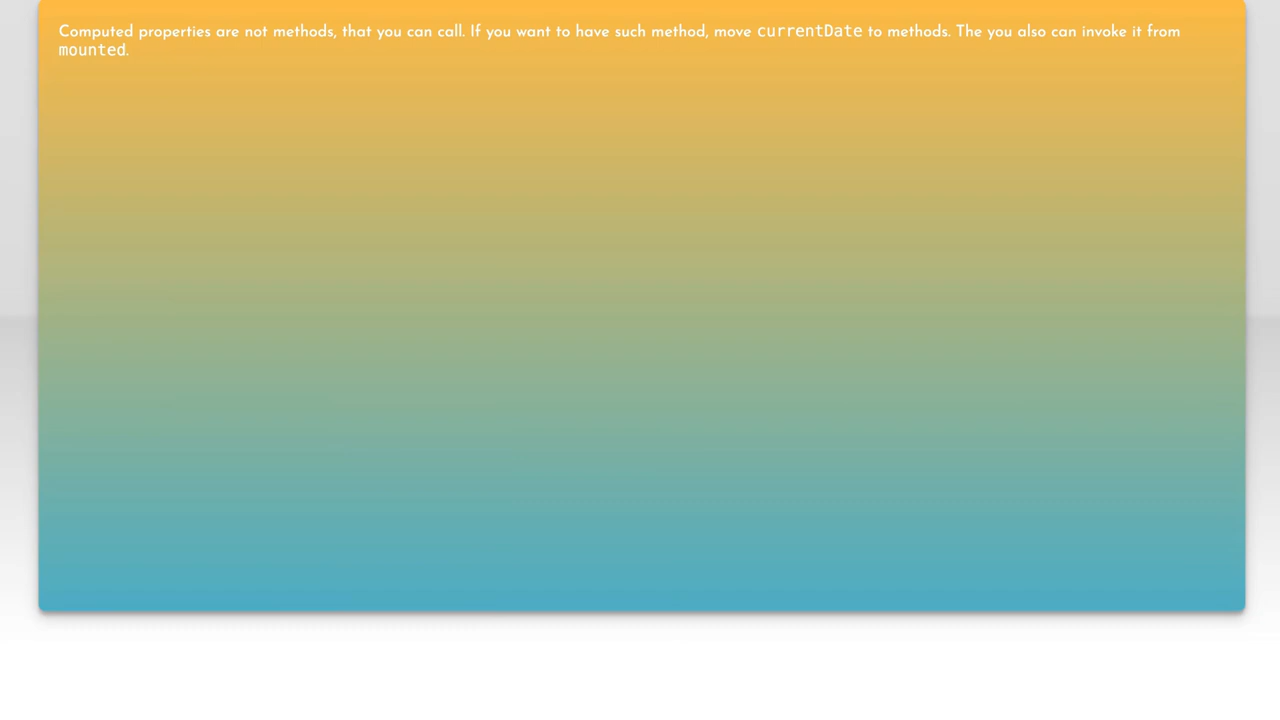 Computed properties are not methods, that you can call. If you want to have such method, move currentDate to methods. The you also can invoke it from
mounted.